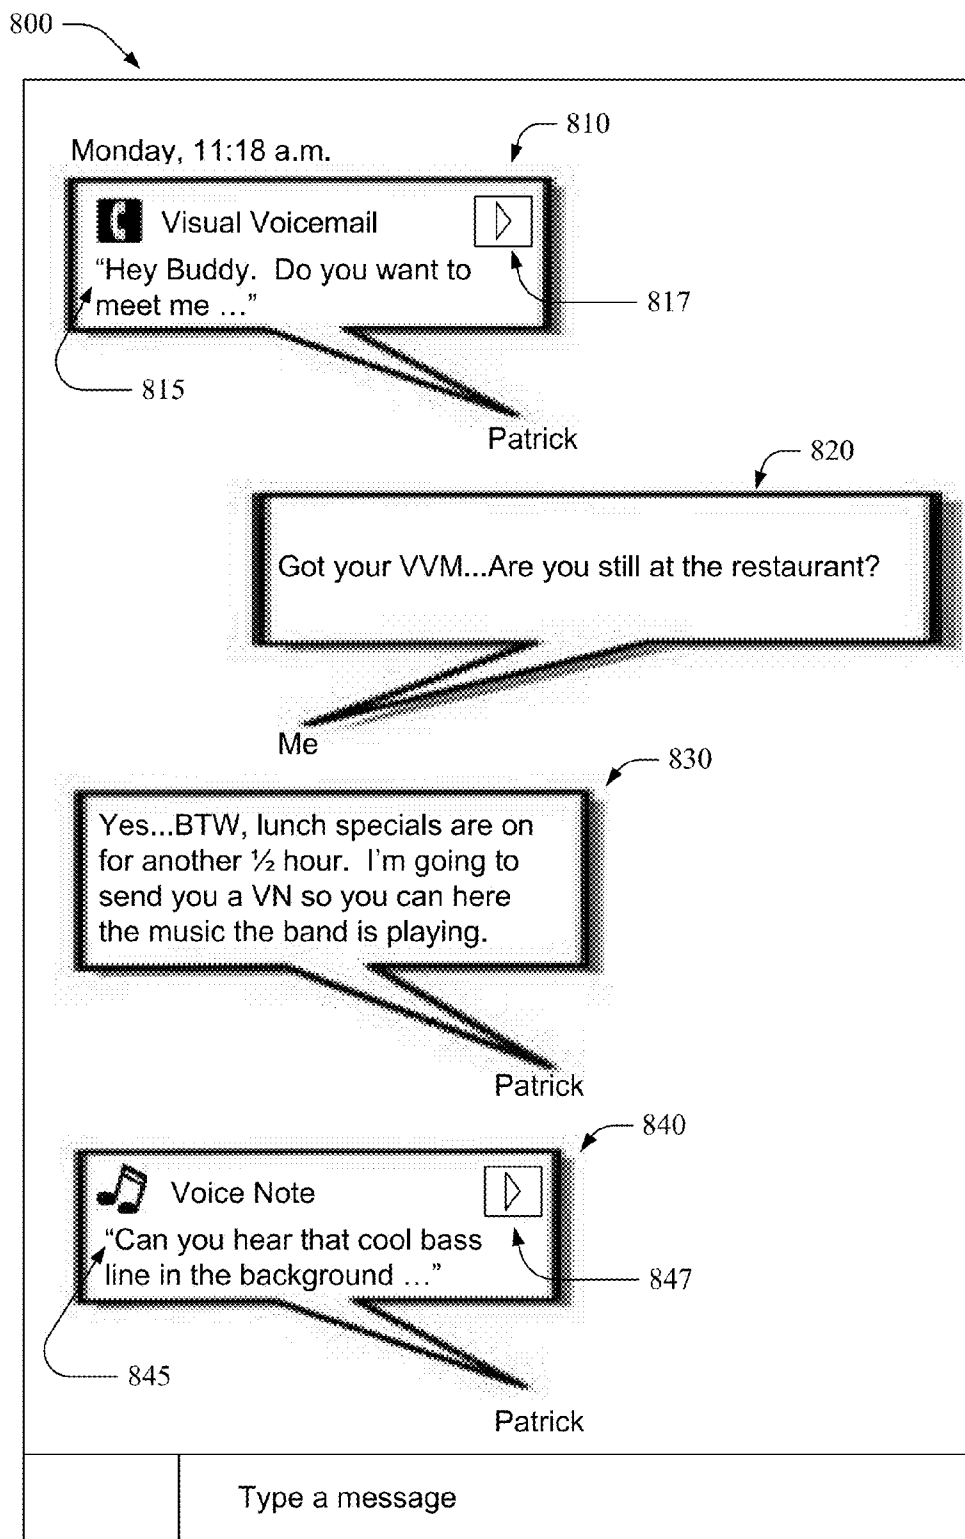 800
810
Monday, 11:18 a.m.
Visual Voicemail
“Hey Buddy.  Do you want to
meet me ...”
817
815
Patrick
820
Got your VVM...Are you still at the restaurant?
Me
830
Yes...BTW, lunch specials are on
for another ½ hour.  I'm going to
send you a VN so you can here
the music the band is playing.
Patrick
840
Voice Note
“Can you hear that cool bass
line in the background ...”
847
845
Patrick
Type a message